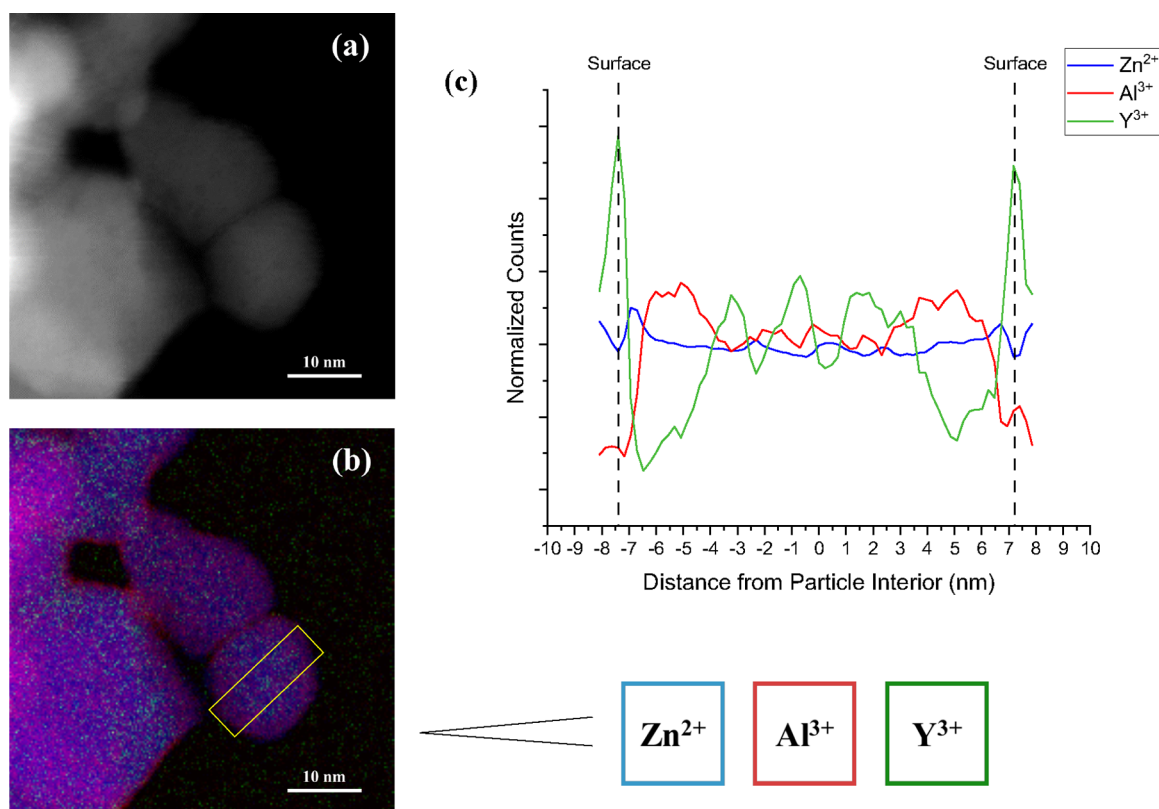 (a)
10 nm
(b)
10 nm
(c)
Surface
Surface
Zn²⁺
Al³⁺
Y³⁺
Normalized Counts
-10 -9 -8 -7 -6 -5 -4 -3 -2 -1 0 1 2 3 4 5 6 7 8 9 10
Distance from Particle Interior (nm)
Zn²⁺ Al³⁺ Y³⁺